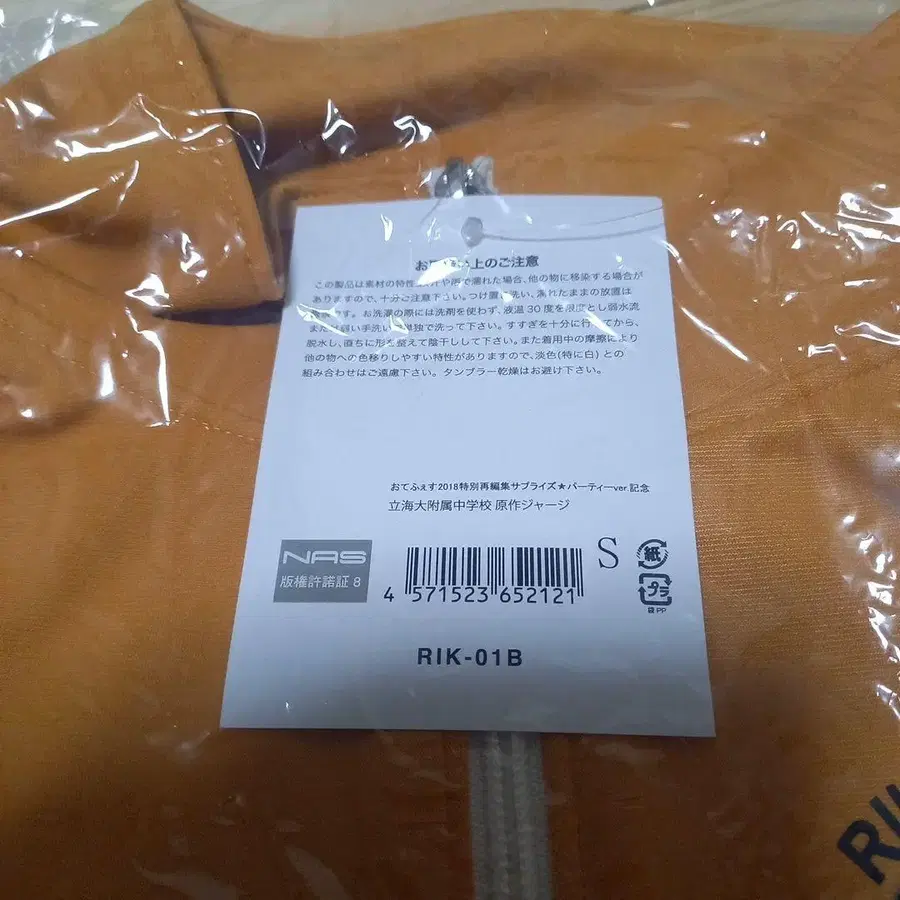 お取扱い上のご注意
この製品は素材の特性上、汗や雨で濡れた場合、他の物に移染する場合が
ありますので、十分ご注意下さい。つけ置き洗い、濡れたままの放置は
厳禁です。お洗濯の際には洗剤を使わず、液温30度を限度とし弱水流
または弱い手洗いで単独で洗って下さい。すすぎを十分に行ってから、
脱水し、直ちに形を整えて陰干しして下さい。また着用中の摩擦により
他の物への色移りしやすい特性がありますので、淡色(特に白)との
組み合わせはご遠慮下さい。タンブラー乾燥はお避け下さい。
おてふぇす2018特別再編集サプライズ★パーティーver.記念
立海大附属中学校 原作ジャージ
NAS
版権許諾証 8
4 571523 652121
S
紙
プラ
袋PP
RIK-01B